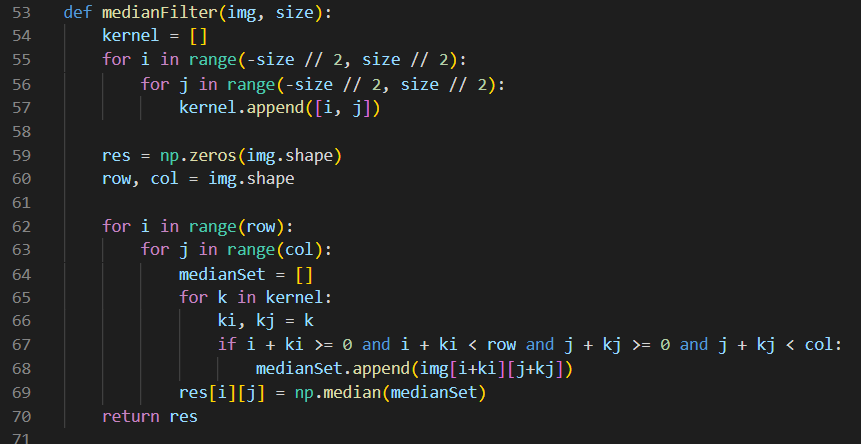 53 def medianFilter(img, size):
54     kernel = []
55     for i in range(-size // 2, size // 2):
56         for j in range(-size // 2, size // 2):
57             kernel.append([i, j])
58
59     res = np.zeros(img.shape)
60     row, col = img.shape
61
62     for i in range(row):
63         for j in range(col):
64             medianSet = []
65             for k in kernel:
66                 ki, kj = k
67                 if i + ki >= 0 and i + ki < row and j + kj >= 0 and j + kj < col:
68                     medianSet.append(img[i+ki][j+kj])
69             res[i][j] = np.median(medianSet)
70     return res
71